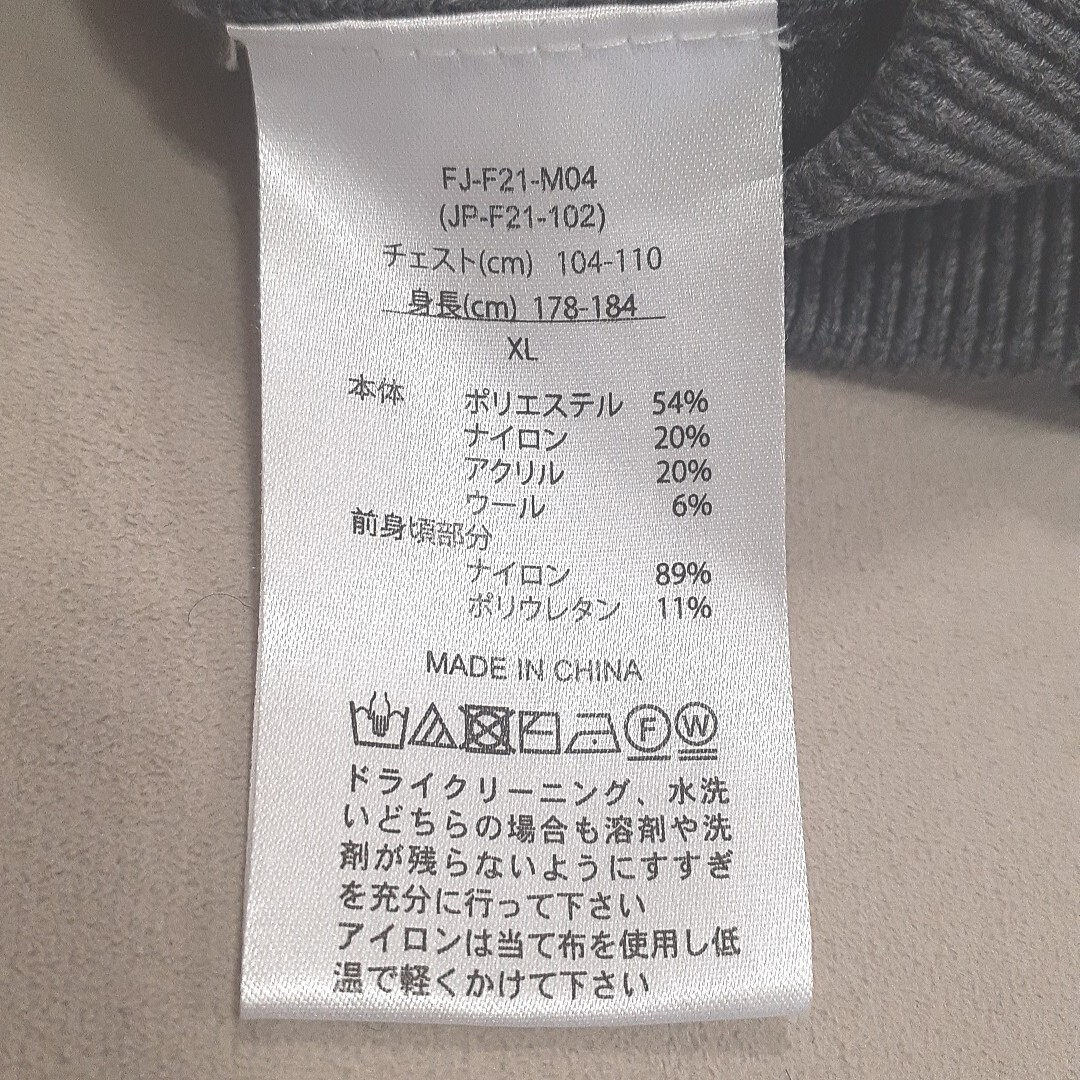 FJ-F21-M04
(JP-F21-102)
チェスト(cm) 104-110
身長(cm) 178-184
XL
本体 ポリエステル 54%
ナイロン 20%
アクリル 20%
ウール 6%
前身頃部分
ナイロン 89%
ポリウレタン 11%
MADE IN CHINA
F W
ドライクリーニング、水洗
いどちらの場合も溶剤や洗
剤が残らないようにすすぎ
を充分に行って下さい
アイロンは当て布を使用し低
温で軽くかけて下さい